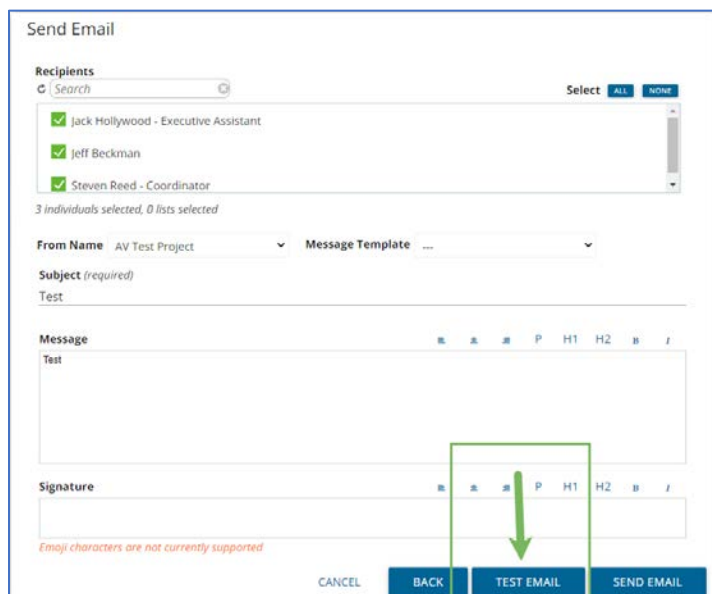 Send Email
Recipients
Search
Select ALL NONE
Jack Hollywood - Executive Assistant
Jeff Beckman
Steven Reed - Coordinator
3 individuals selected, 0 lists selected
From Name AV Test Project Message Template ---
Subject (required)
Test
Message P H1 H2 B I
Test
Signature P H1 H2 B I
Emoji characters are not currently supported
CANCEL BACK TEST EMAIL SEND EMAIL